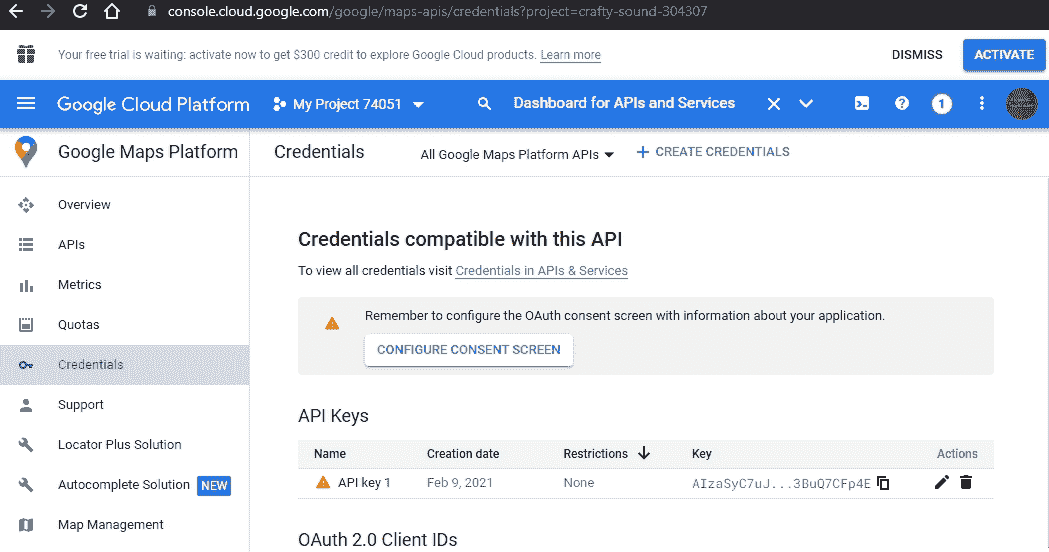 console.cloud.google.com/google/maps-apis/credentials?project=crafty-sound-304307
Your free trial is waiting: activate now to get $300 credit to explore Google Cloud products. Learn more
DISMISS
ACTIVATE
Google Cloud Platform
My Project 74051
Dashboard for APIs and Services
1
Google Maps Platform
Credentials
All Google Maps Platform APIs
+ CREATE CREDENTIALS
Overview
APIs
Metrics
Quotas
Credentials
Support
Locator Plus Solution
Autocomplete Solution NEW
Map Management
Credentials compatible with this API
To view all credentials visit Credentials in APIs & Services
Remember to configure the OAuth consent screen with information about your application.
CONFIGURE CONSENT SCREEN
API Keys
Name Creation date Restrictions Key Actions
API key 1 Feb 9, 2021 None AIzaSyC7uJ...3BuQ7CFp4E
OAuth 2.0 Client IDs